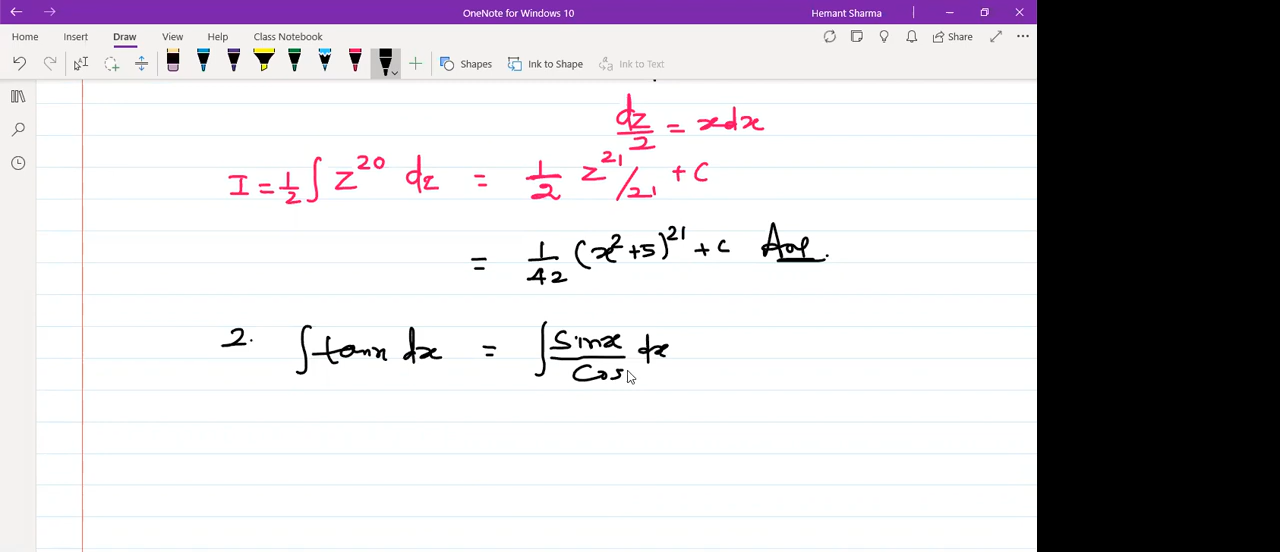 OneNote for Windows 10
Hemant Sharma
Home Insert Draw View Help Class Notebook
Share
Shapes Ink to Shape Ink to Text
dz/2 = xdx
I = 1/2 ∫ z^20 dz = 1/2 z^21/21 + C
= 1/42 (x^2+5)^21 + C Ans.
2. ∫ tanx dx = ∫ Sinx/Cos dx